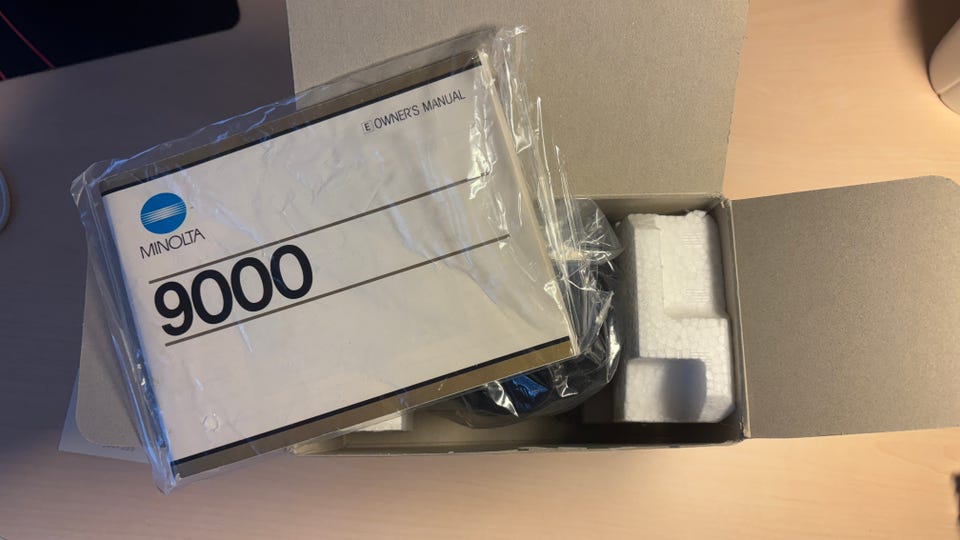 E OWNER'S MANUAL
MINOLTA
9000